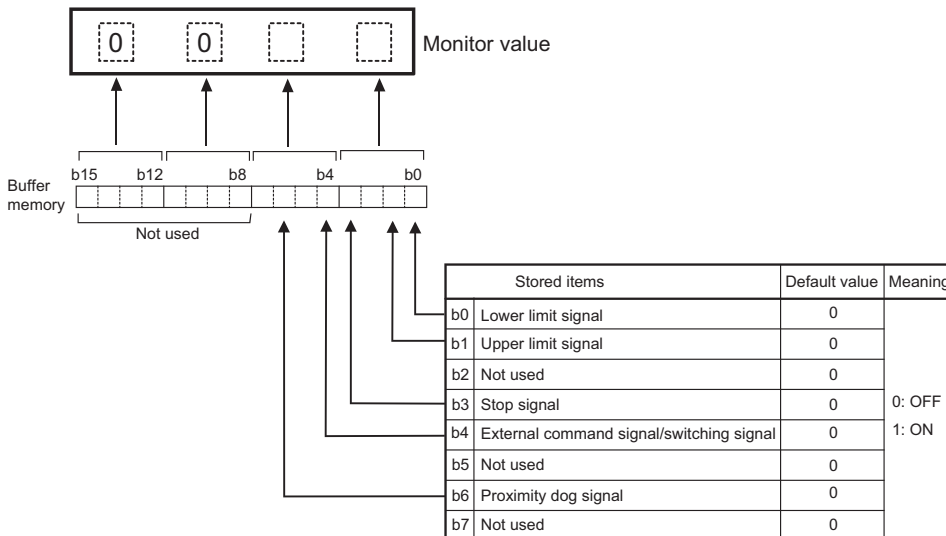 0 0 Monitor value
b15 b12 b8 b4 b0
Buffer
memory
Not used
Stored items Default value Meaning
b0 Lower limit signal 0
b1 Upper limit signal 0
b2 Not used 0
b3 Stop signal 0 0: OFF
b4 External command signal/switching signal 0 1: ON
b5 Not used 0
b6 Proximity dog signal 0
b7 Not used 0